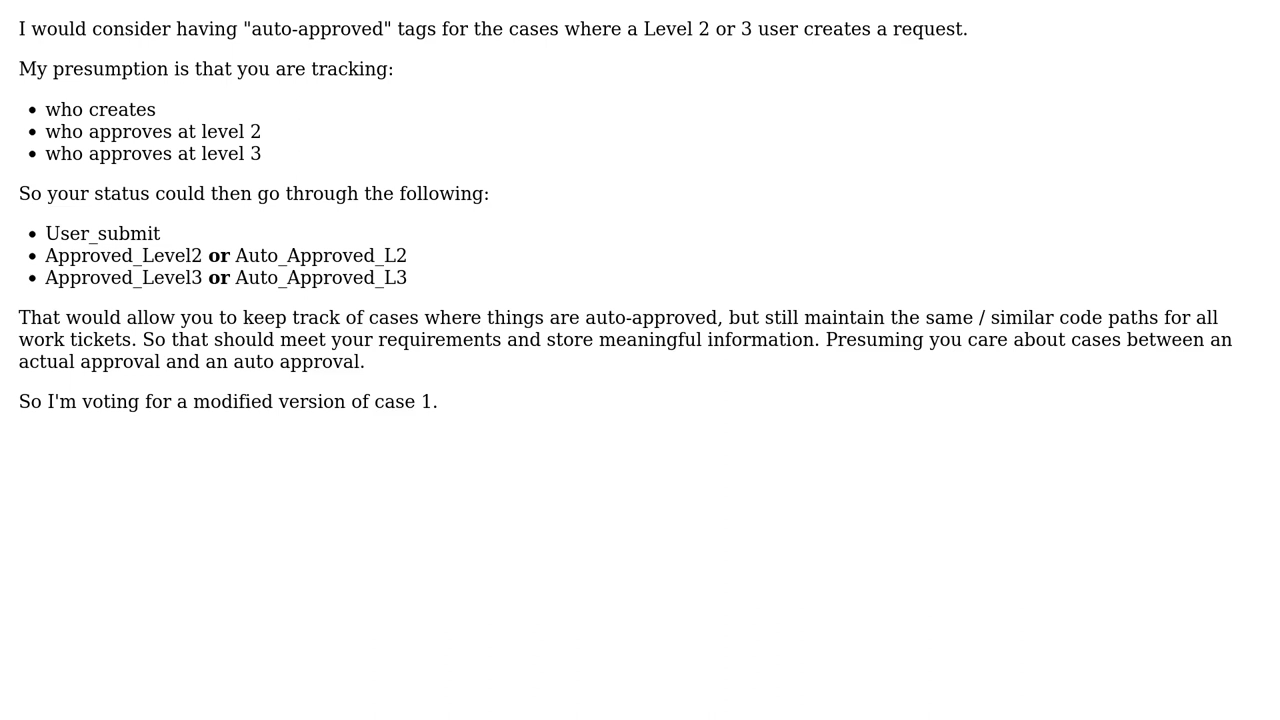 I would consider having "auto-approved" tags for the cases where a Level 2 or 3 user creates a request.
My presumption is that you are tracking:
• who creates
• who approves at level 2
• who approves at level 3
So your status could then go through the following:
• User_submit
• Approved_Level2 or Auto_Approved_L2
• Approved_Level3 or Auto_Approved_L3
That would allow you to keep track of cases where things are auto-approved, but still maintain the same / similar code paths for all
work tickets. So that should meet your requirements and store meaningful information. Presuming you care about cases between an
actual approval and an auto approval.
So I'm voting for a modified version of case 1.